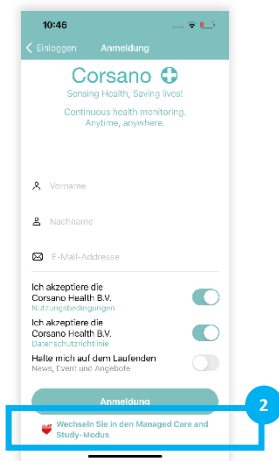 10:46
Einloggen Anmeldung
Corsano
Sensing Health, Saving lives!
Continuous health monitoring.
Anytime, anywhere.
Vorname
Nachname
E-Mail-Addresse
Ich akzeptiere die
Corsano Health B.V.
Nutzungsbedingungen
Ich akzeptiere die
Corsano Health B.V.
Datenschutzrichtlinie
Halte mich auf dem Laufenden
News, Event und Angebote
Anmeldung
2
Wechseln Sie in den Managed Care and
Study-Modus